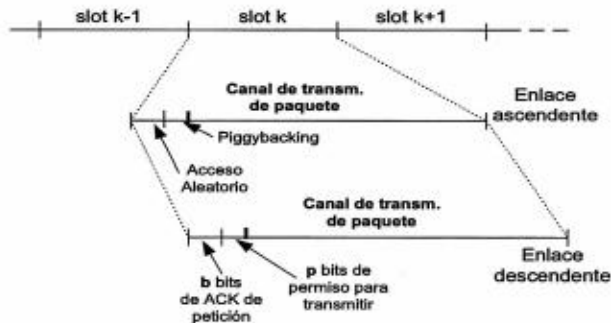 slot k-1 slot k slot k+1
Canal de transm.
de paquete
Enlace
ascendente
Piggybacking
Acceso
Aleatorio
Canal de transm.
de paquete
Enlace
descendente
b bits
de ACK de
petición
p bits de
permiso para
transmitir